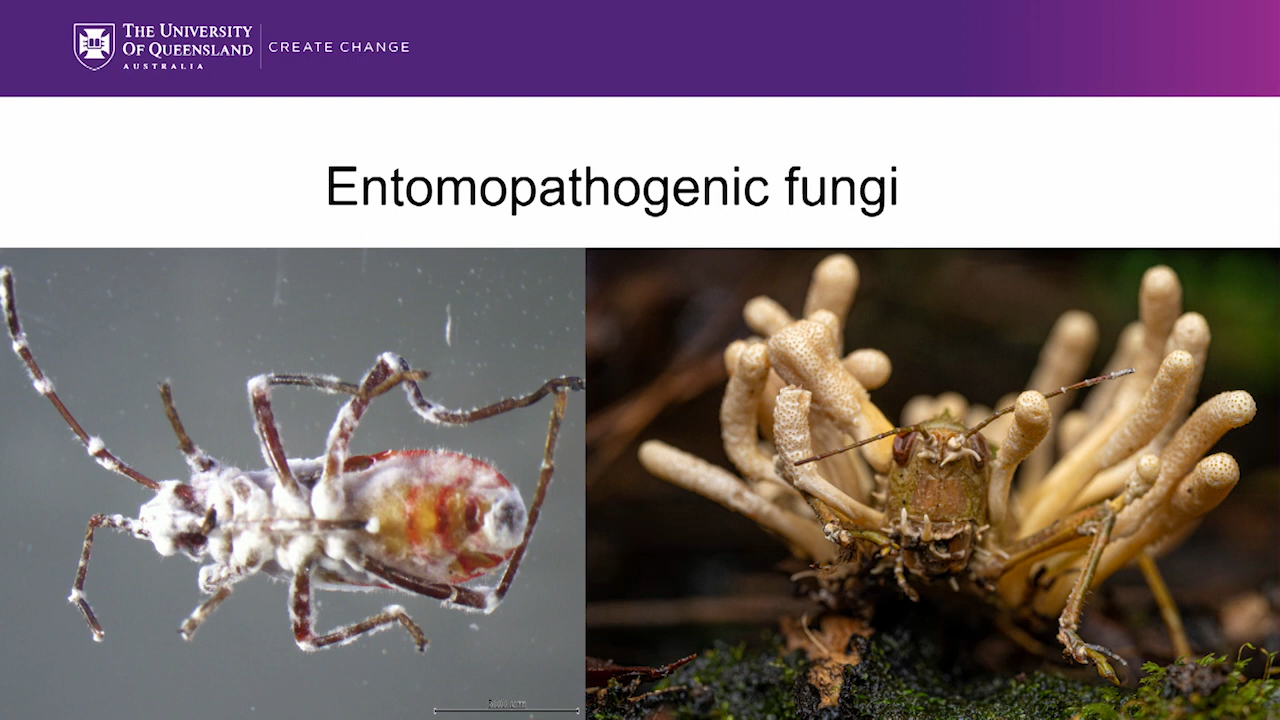 THE UNIVERSITY
OF QUEENSLAND
AUSTRALIA
CREATE CHANGE
Entomopathogenic fungi